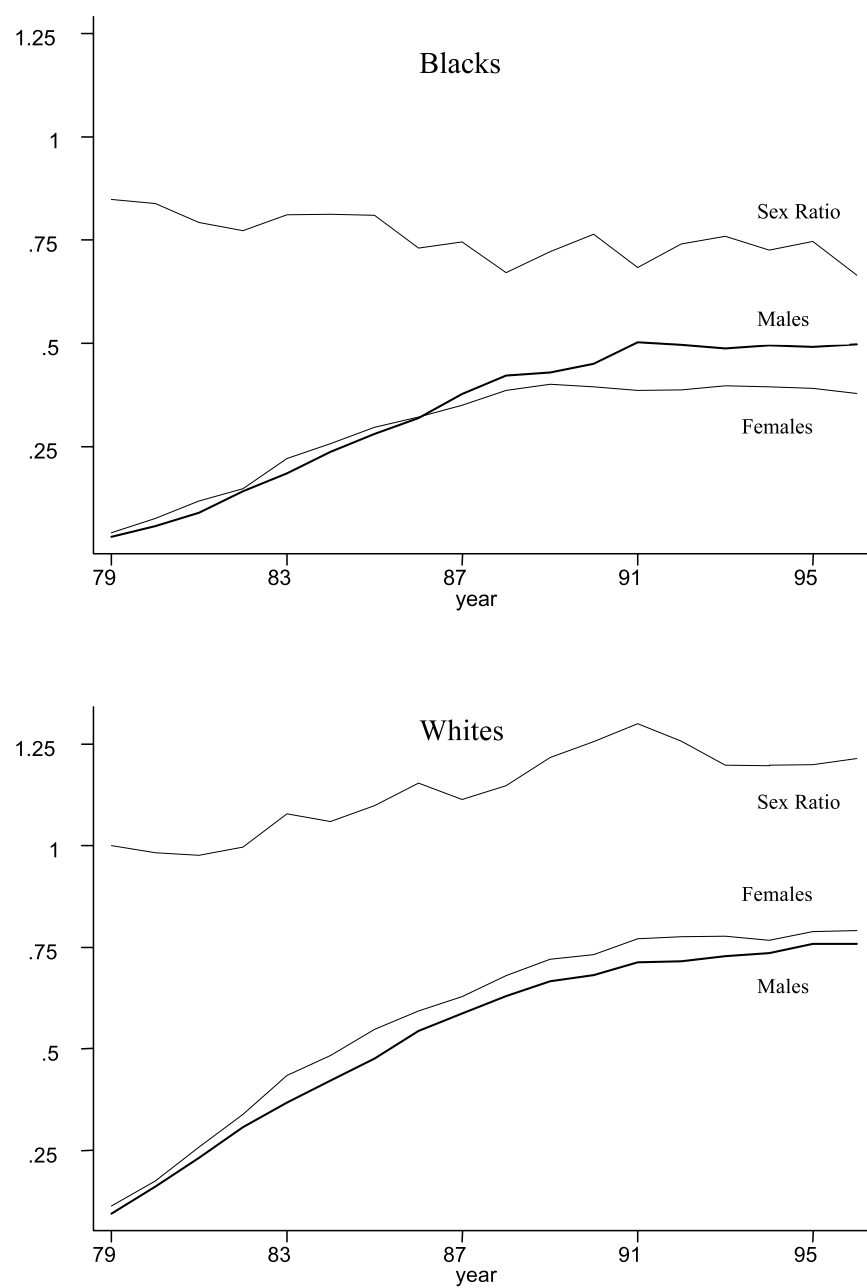 1.25
Blacks
1
Sex Ratio
.75
Males
.5
Females
.25
79 83 87 91 95
year
Whites
1.25
Sex Ratio
1
Females
.75
Males
.5
.25
79 83 87 91 95
year